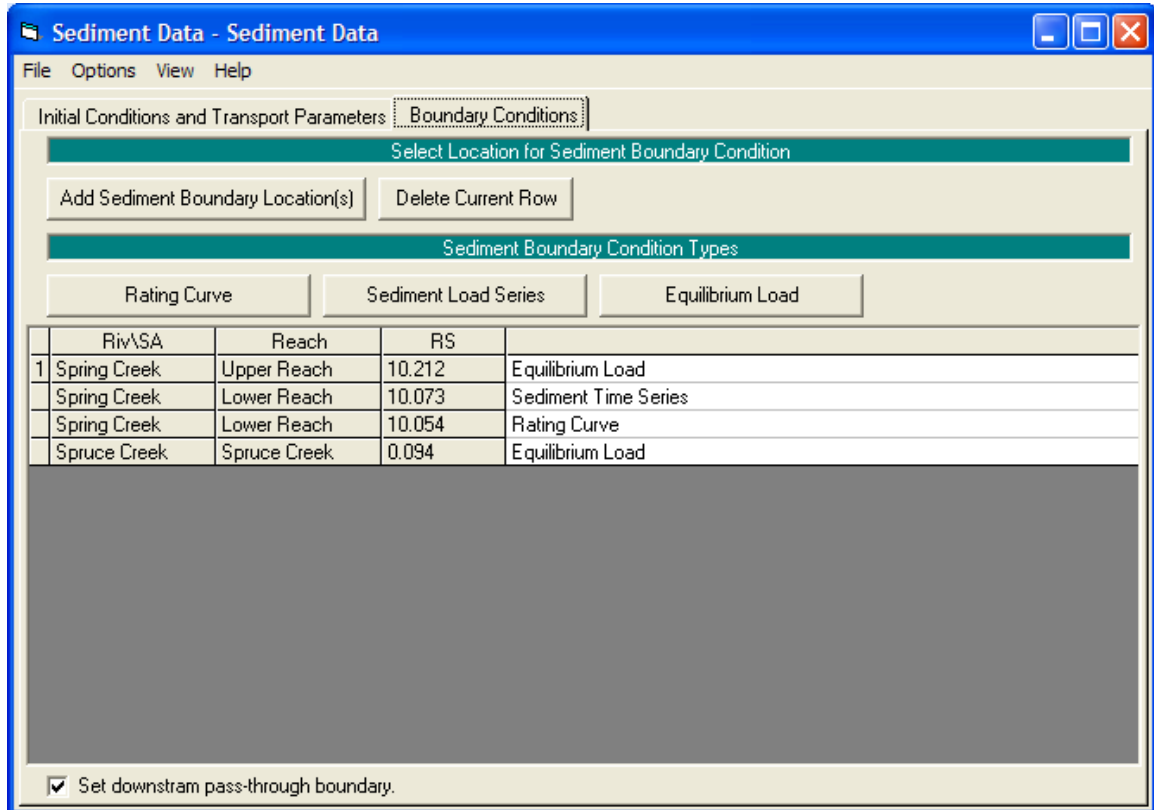 Sediment Data - Sediment Data
File Options View Help
Initial Conditions and Transport Parameters Boundary Conditions
Select Location for Sediment Boundary Condition
Add Sediment Boundary Location(s) Delete Current Row
Sediment Boundary Condition Types
Rating Curve Sediment Load Series Equilibrium Load
Riv\SA Reach RS
1 Spring Creek Upper Reach 10.212 Equilibrium Load
Spring Creek Lower Reach 10.073 Sediment Time Series
Spring Creek Lower Reach 10.054 Rating Curve
Spruce Creek Spruce Creek 0.094 Equilibrium Load
Set downstram pass-through boundary.